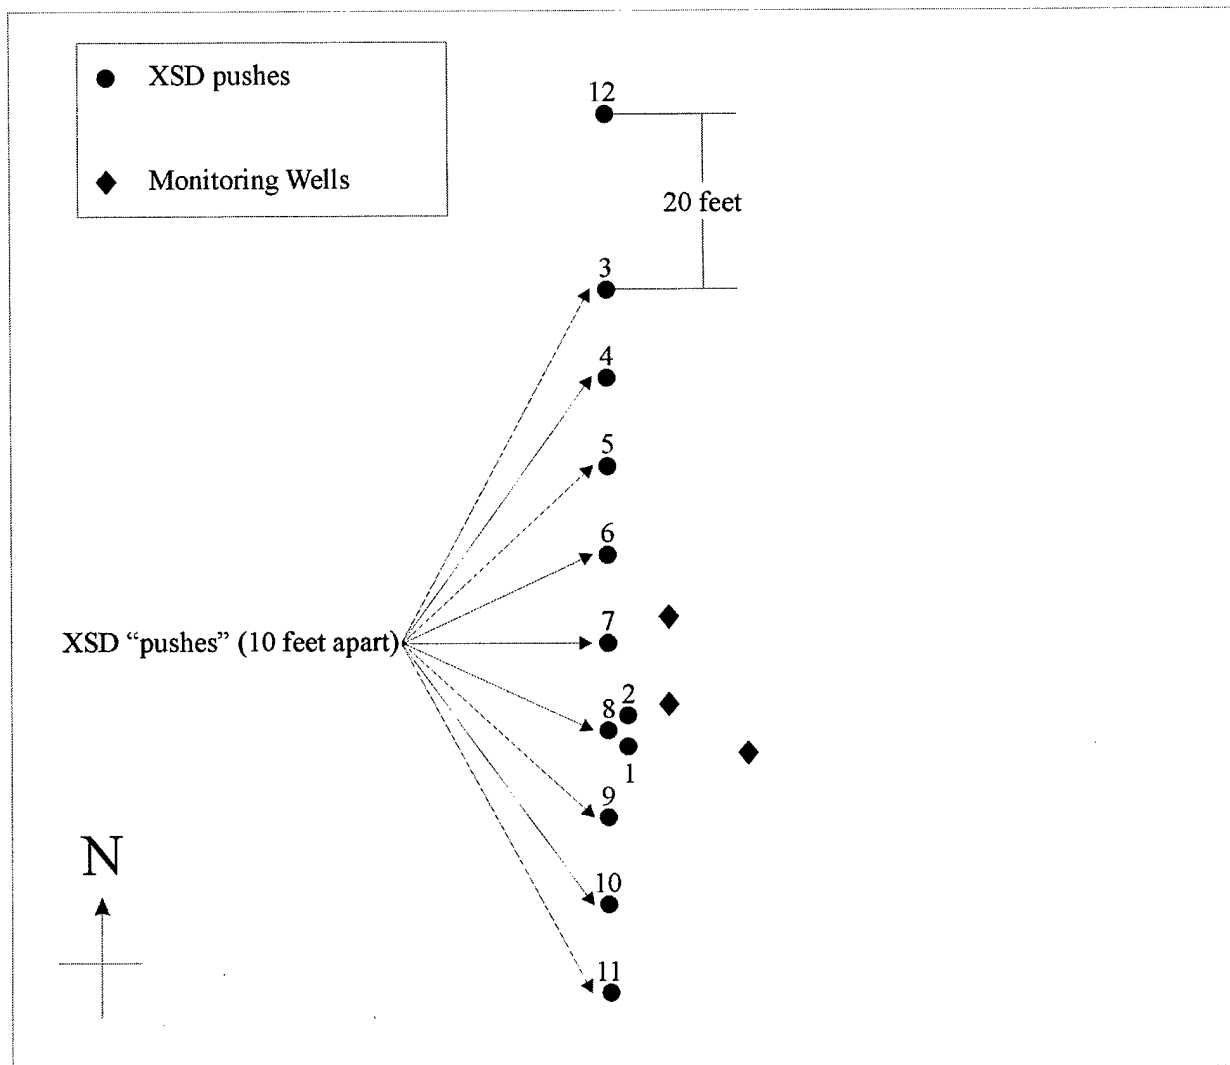 XSD pushes
Monitoring Wells
12
20 feet
3
4
5
6
7
XSD “pushes” (10 feet apart)
2
8
1
9
N
10
11